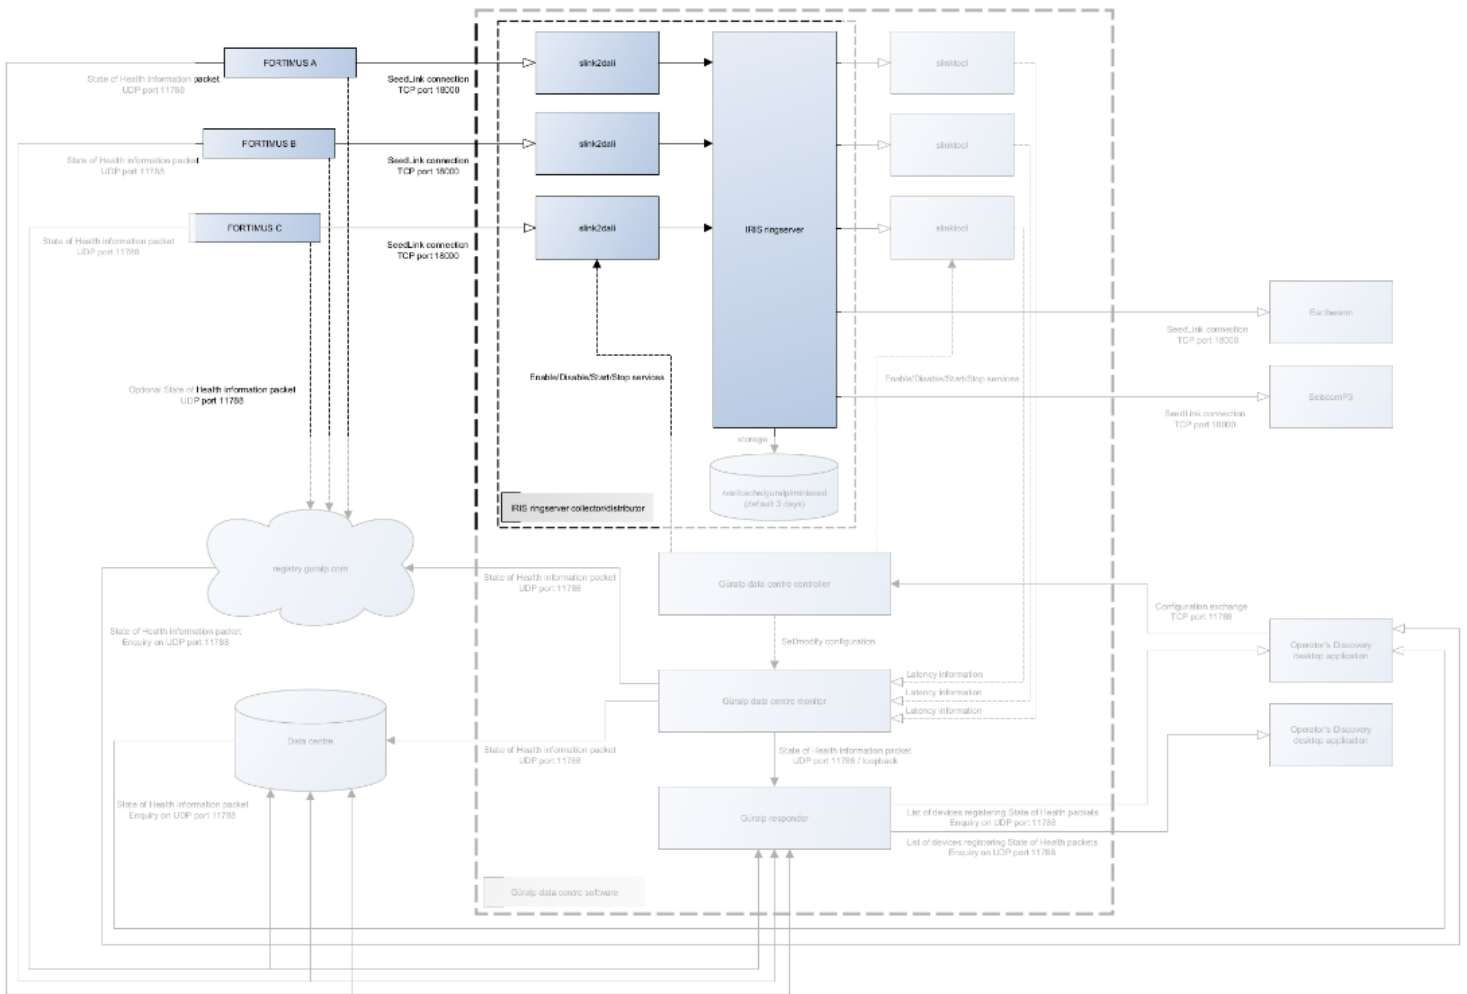 FORTIMUS A
slink2dali
slinktool
State of Health information packet
UDP port 11788
SeedLink connection
TCP port 18000
FORTIMUS B
slink2dali
slinktool
State of Health information packet
UDP port 11788
SeedLink connection
TCP port 18000
FORTIMUS C
slink2dali
IRIS ringserver
slinktool
State of Health information packet
UDP port 11788
SeedLink connection
TCP port 18000
Earthworm
SeedLink connection
TCP port 18000
Optional State of Health information packet
UDP port 11788
Enable/Disable/Start/Stop services
Enable/Disable/Start/Stop services
SeiscomP3
SeedLink connection
TCP port 18000
storage
/var/cache/guralp/miniseed
(default 3 days)
IRIS ringserver collector/distributor
registry.guralp.com
State of Health information packet
UDP port 11788
Güralp data centre controller
Configuration exchange
TCP port 11788
State of Health information packet
Enquiry on UDP port 11788
Set/modify configuration
Operator's Discovery
desktop application
Latency information
Latency information
Latency information
Güralp data centre monitor
Data centre
State of Health information packet
UDP port 11788
State of Health information packet
UDP port 11788 / loopback
Operator's Discovery
desktop application
State of Health information packet
Enquiry on UDP port 11788
Güralp responder
List of devices registering State of Health packets
Enquiry on UDP port 11788
List of devices registering State of Health packets
Enquiry on UDP port 11788
Güralp data centre software